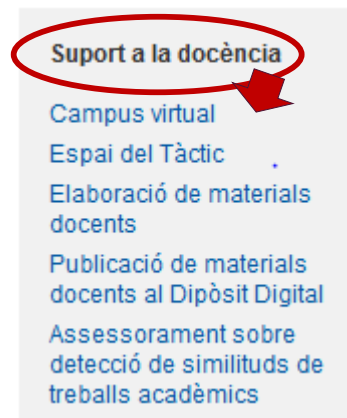 Suport a la docència
Campus virtual
Espai del Tàctic
Elaboració de materials
docents
Publicació de materials
docents al Dipòsit Digital
Assessorament sobre
detecció de similituds de
treballs acadèmics